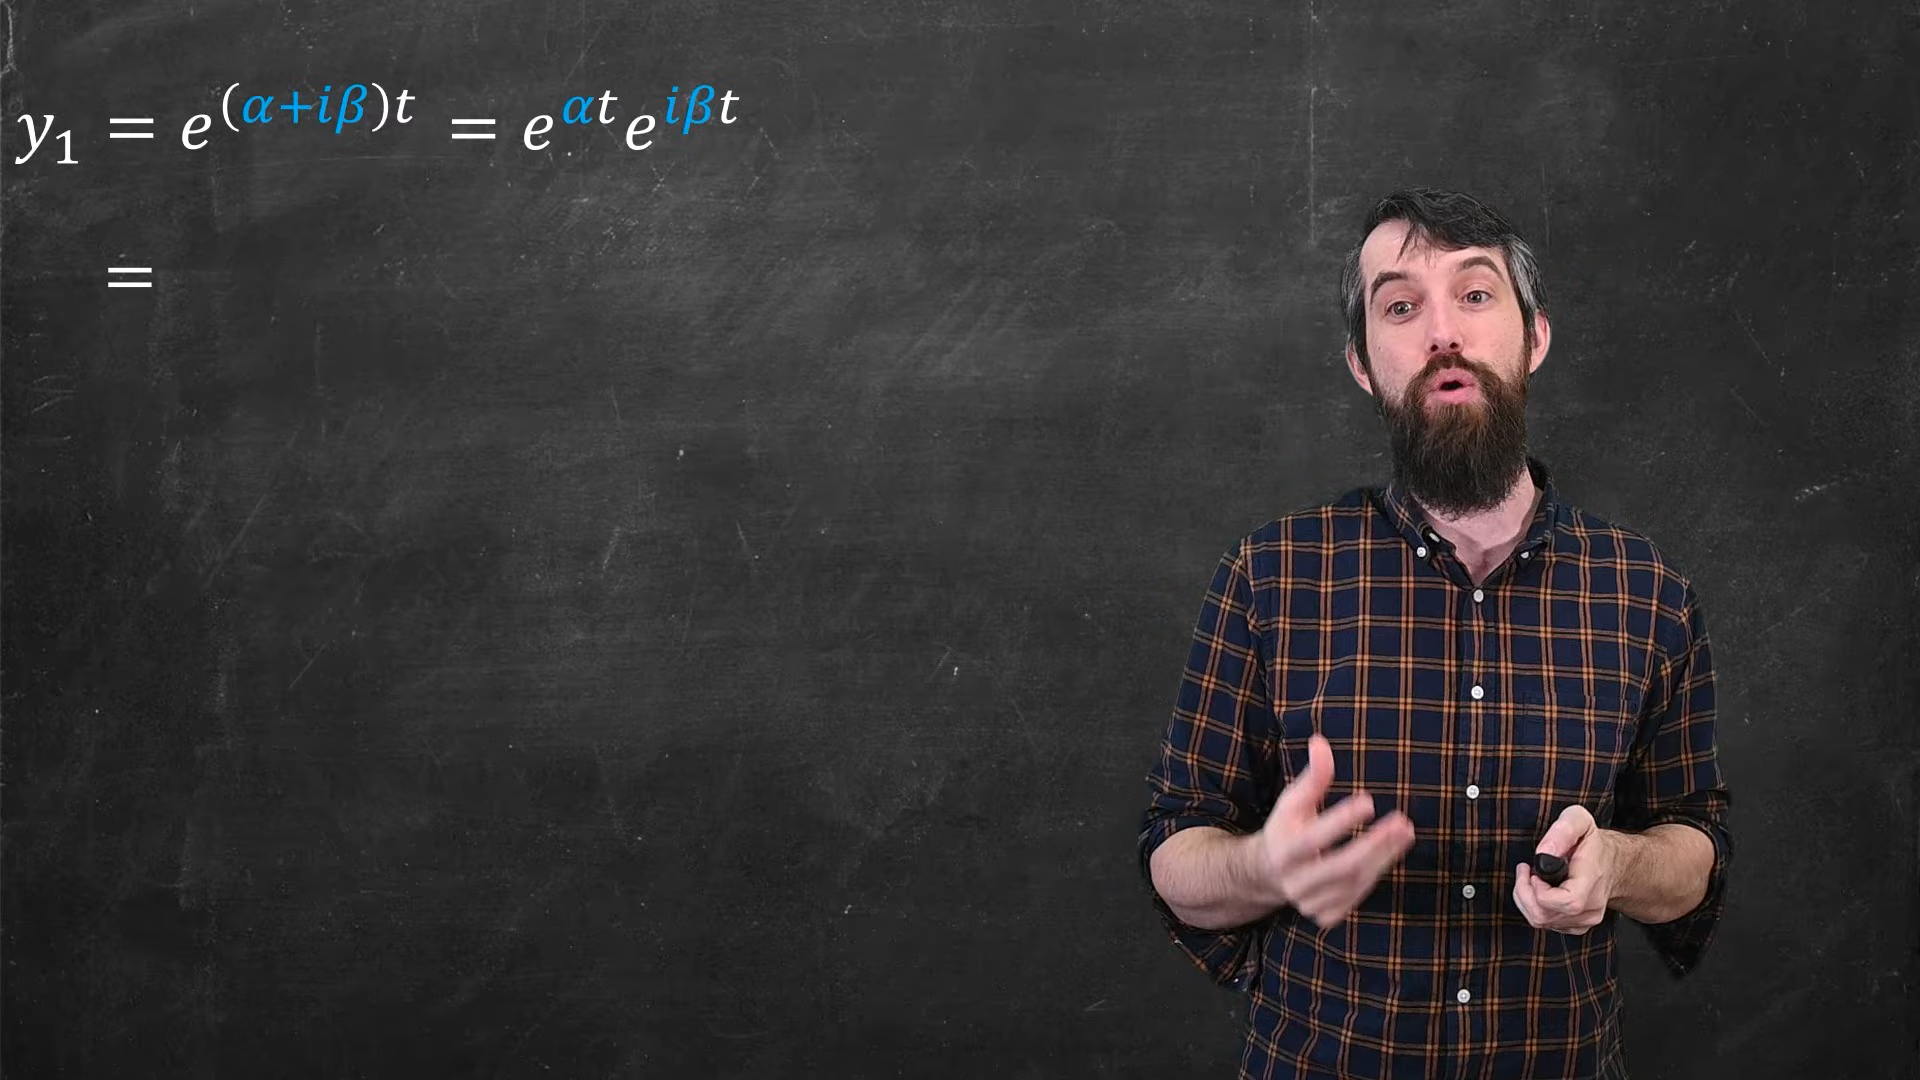 y₁ = e^(α+iβ)t = e^αt e^iβt
=